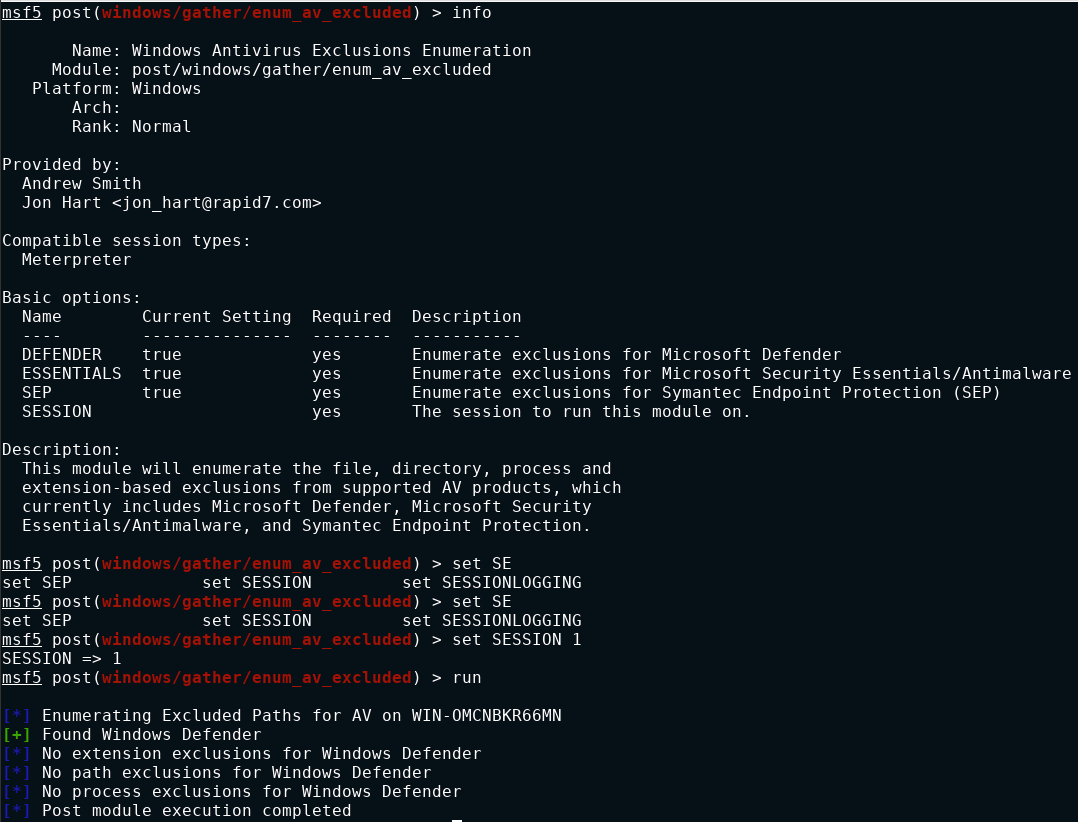 msf5 post(windows/gather/enum_av_excluded) > info
Name: Windows Antivirus Exclusions Enumeration
Module: post/windows/gather/enum_av_excluded
Platform: Windows
Arch:
Rank: Normal
Provided by:
Andrew Smith
Jon Hart <jon_hart@rapid7.com>
Compatible session types:
Meterpreter
Basic options:
Name Current Setting Required Description
---- --------------- -------- -----------
DEFENDER true yes Enumerate exclusions for Microsoft Defender
ESSENTIALS true yes Enumerate exclusions for Microsoft Security Essentials/Antimalware
SEP true yes Enumerate exclusions for Symantec Endpoint Protection (SEP)
SESSION yes The session to run this module on.
Description:
This module will enumerate the file, directory, process and
extension-based exclusions from supported AV products, which
currently includes Microsoft Defender, Microsoft Security
Essentials/Antimalware, and Symantec Endpoint Protection.
msf5 post(windows/gather/enum_av_excluded) > set SE
set SEP set SESSION set SESSIONLOGGING
msf5 post(windows/gather/enum_av_excluded) > set SE
set SEP set SESSION set SESSIONLOGGING
msf5 post(windows/gather/enum_av_excluded) > set SESSION 1
SESSION => 1
msf5 post(windows/gather/enum_av_excluded) > run
[*] Enumerating Excluded Paths for AV on WIN-OMCNBKR66MN
[+] Found Windows Defender
[*] No extension exclusions for Windows Defender
[*] No path exclusions for Windows Defender
[*] No process exclusions for Windows Defender
[*] Post module execution completed